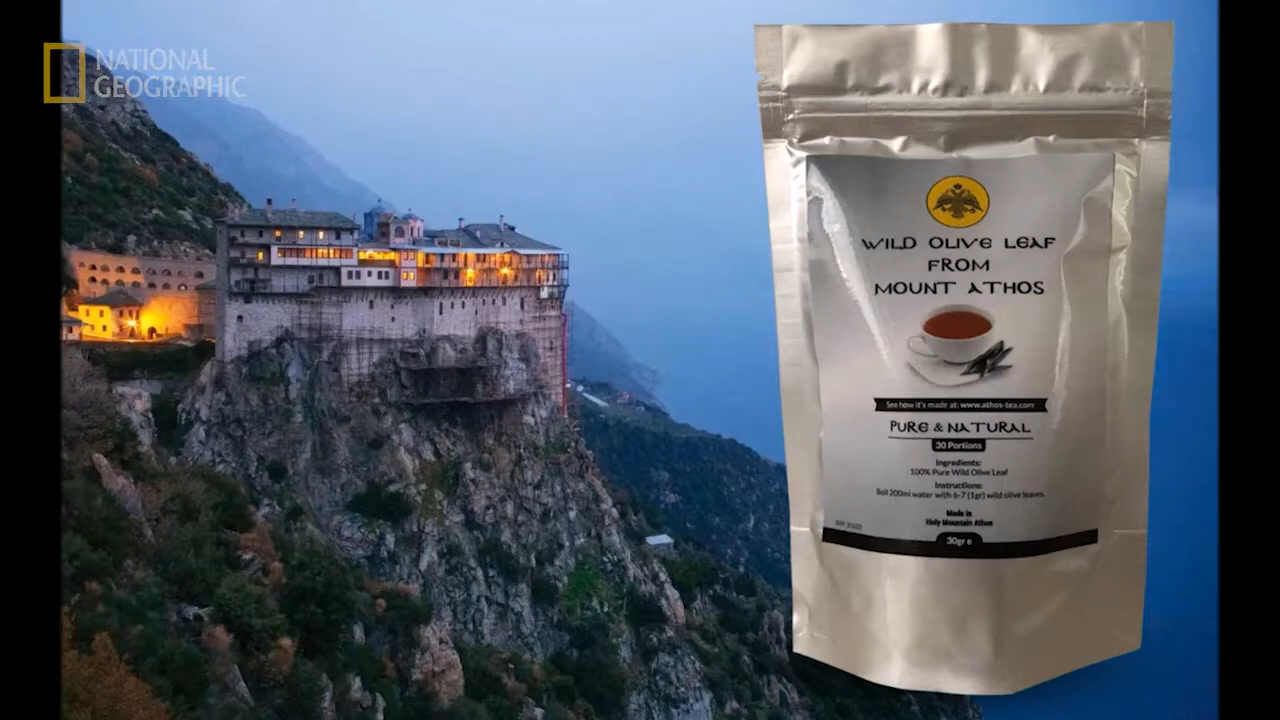 NATIONAL
GEOGRAPHIC
WILD OLIVE LEAF
FROM
MOUNT ATHOS
See how it's made at: www.athos-tea.com
PURE & NATURAL
30 Portions
Ingredients:
100% Pure Wild Olive Leaf
Instructions:
Boil 200ml water with 6-7 (1gr) wild olive leaves
Made in
Holy Mountain Athos
30gr e